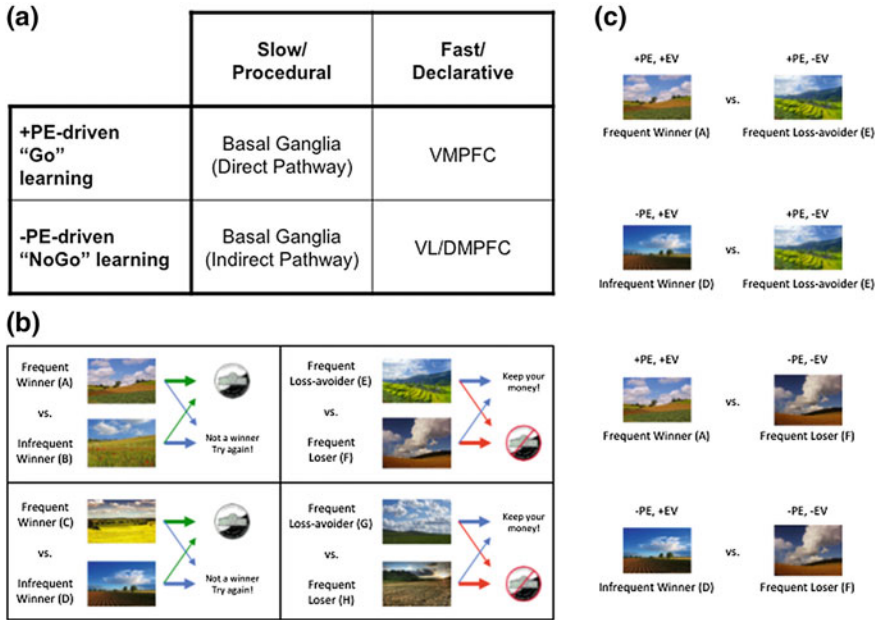 (a)
Slow/
Procedural
Fast/
Declarative
+PE-driven
“Go”
learning
Basal Ganglia
(Direct Pathway)
VMPFC
-PE-driven
“NoGo” learning
Basal Ganglia
(Indirect Pathway)
VL/DMPFC
(b)
Frequent
Winner (A)
vs.
Infrequent
Winner (B)
Not a winner
Try again!
Frequent
Loss-avoider (E)
vs.
Frequent
Loser (F)
Keep your
money!
Frequent
Winner (C)
vs.
Infrequent
Winner (D)
Not a winner
Try again!
Frequent
Loss-avoider (G)
vs.
Frequent
Loser (H)
Keep your
money!
(c)
+PE, +EV
+PE, -EV
vs.
Frequent Winner (A)
Frequent Loss-avoider (E)
-PE, +EV
+PE, -EV
vs.
Infrequent Winner (D)
Frequent Loss-avoider (E)
+PE, +EV
-PE, -EV
vs.
Frequent Winner (A)
Frequent Loser (F)
-PE, +EV
-PE, -EV
vs.
Infrequent Winner (D)
Frequent Loser (F)